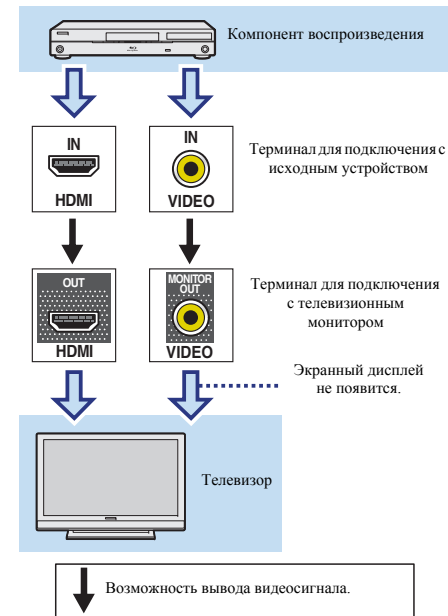 Компонент воспроизведения
IN
HDMI
IN
VIDEO
Терминал для подключения с
исходным устройством
OUT
HDMI
MONITOR
OUT
VIDEO
Терминал для подключения
с телевизионным
монитором
Экранный дисплей
не появится.
Телевизор
Возможность вывода видеосигнала.